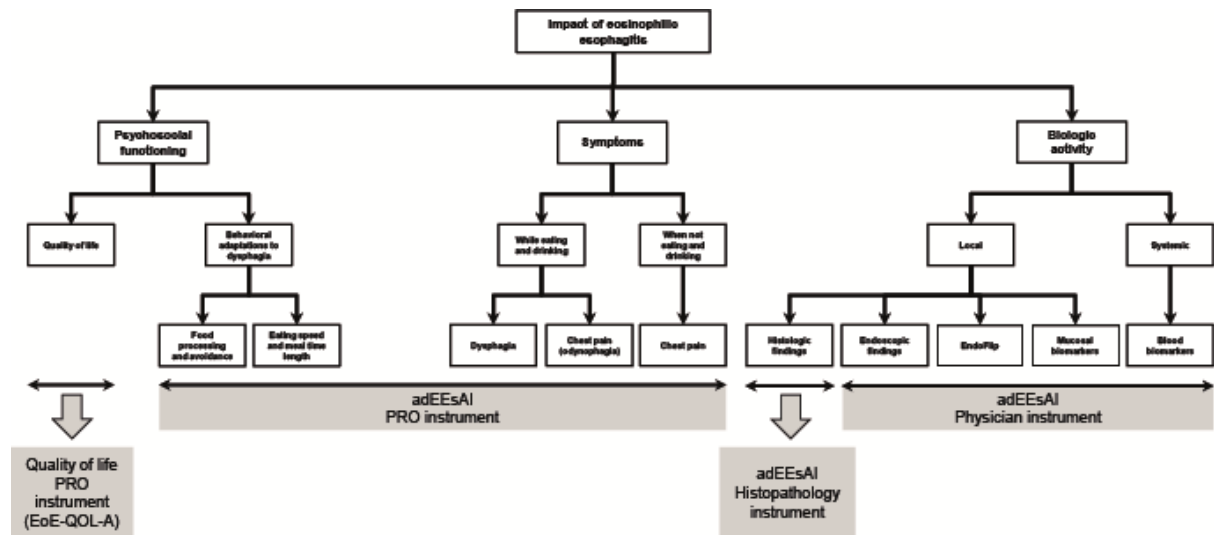 Impact of eosinophilic
esophagitis
Psychosocial
functioning
Symptoms
Biologic
activity
Quality of life
Behavioral
adaptations to
dysphagia
While eating
and drinking
When not
eating and
drinking
Local
Systemic
Food
processing
and avoidance
Eating speed
and meal time
length
Dysphagia
Chest pain
(odynophagia)
Chest pain
Histologic
findings
Endoscopic
findings
EndoFlip
Mucosal
biomarkers
Blood
biomarkers
adEEsAI
PRO instrument
adEEsAI
Physician instrument
Quality of life
PRO
instrument
(EoE-QOL-A)
adEEsAI
Histopathology
instrument